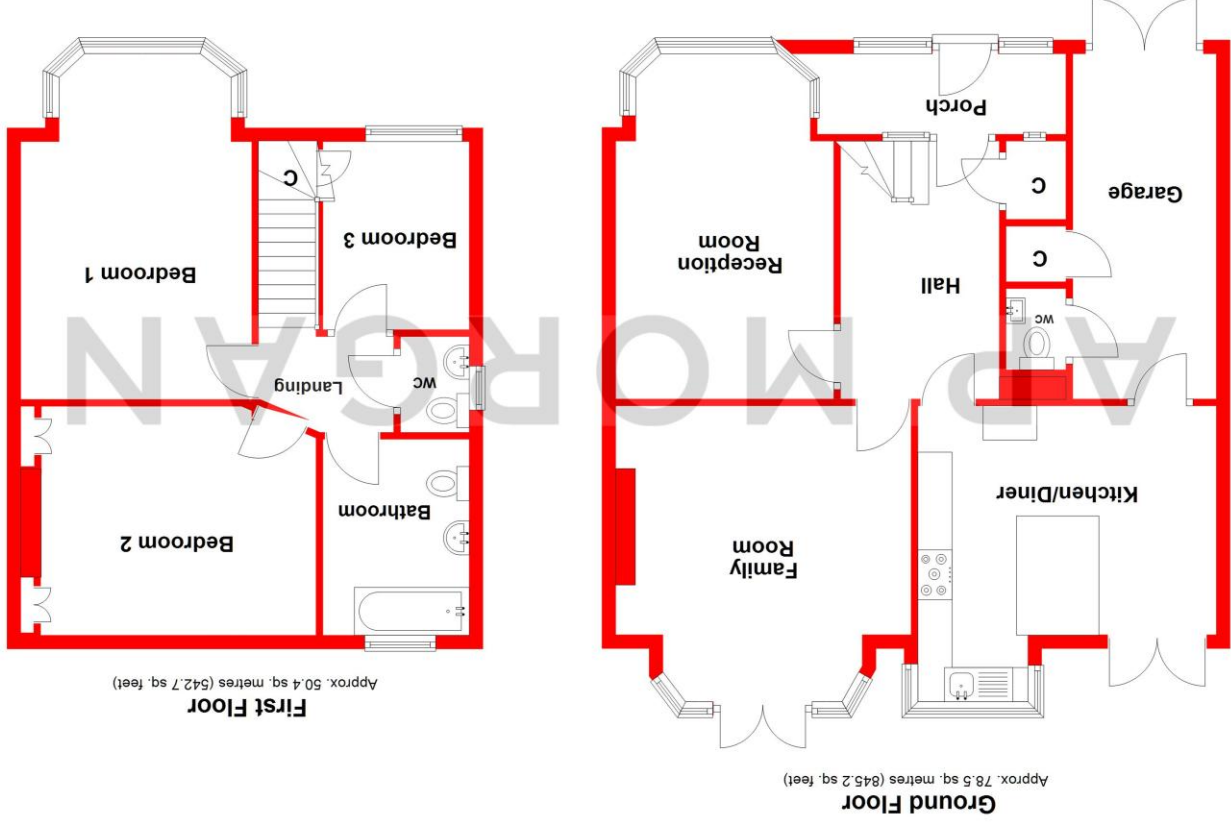 Ground Floor
Approx. 78.5 sq. metres (845.2 sq. feet)
Kitchen/Diner
Family
Room
WC
C
C
Hall
Reception
Room
Garage
Porch
First Floor
Approx. 50.4 sq. metres (542.7 sq. feet)
Bathroom
Bedroom 2
WC
Landing
Bedroom 3
Bedroom 1
C
AP MORGAN